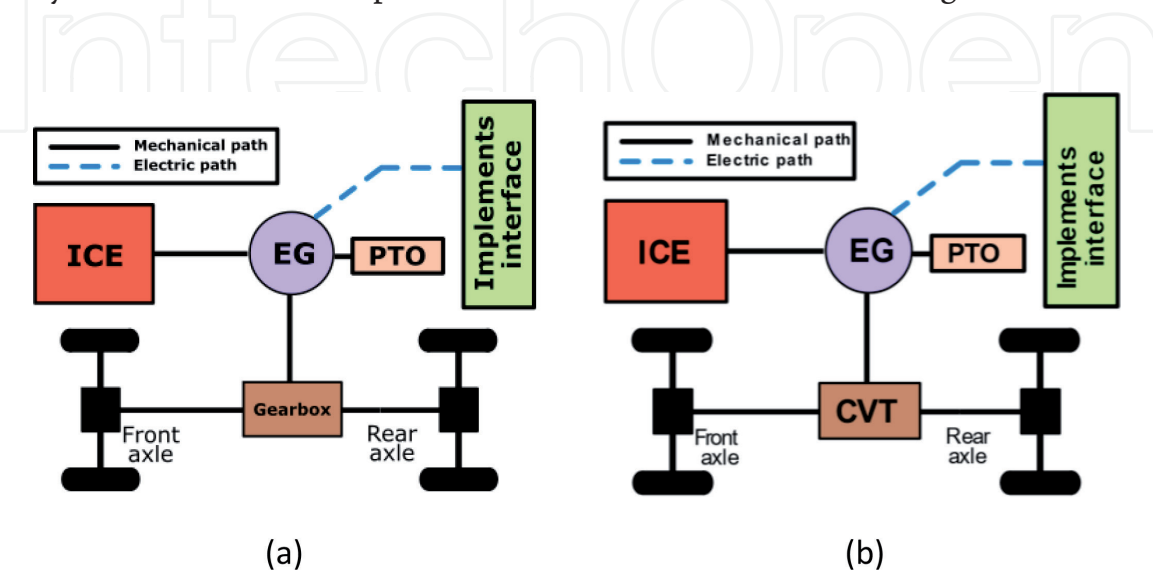 Mechanical path
Electric path
Implements
interface
ICE
EG
PTO
Gearbox
Front
axle
Rear
axle
(a)
Mechanical path
Electric path
Implements
interface
ICE
EG
PTO
CVT
Front
axle
Rear
axle
(b)